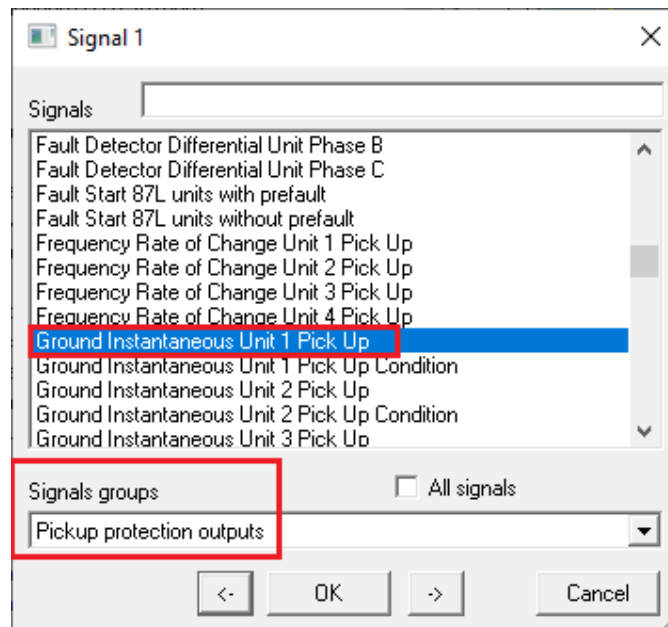 Signal 1
Signals
Fault Detector Differential Unit Phase B
Fault Detector Differential Unit Phase C
Fault Start 87L units with prefault
Fault Start 87L units without prefault
Frequency Rate of Change Unit 1 Pick Up
Frequency Rate of Change Unit 2 Pick Up
Frequency Rate of Change Unit 3 Pick Up
Frequency Rate of Change Unit 4 Pick Up
Ground Instantaneous Unit 1 Pick Up
Ground Instantaneous Unit 1 Pick Up Condition
Ground Instantaneous Unit 2 Pick Up
Ground Instantaneous Unit 2 Pick Up Condition
Ground Instantaneous Unit 3 Pick Up
Signals groups All signals
Pickup protection outputs
<- OK -> Cancel